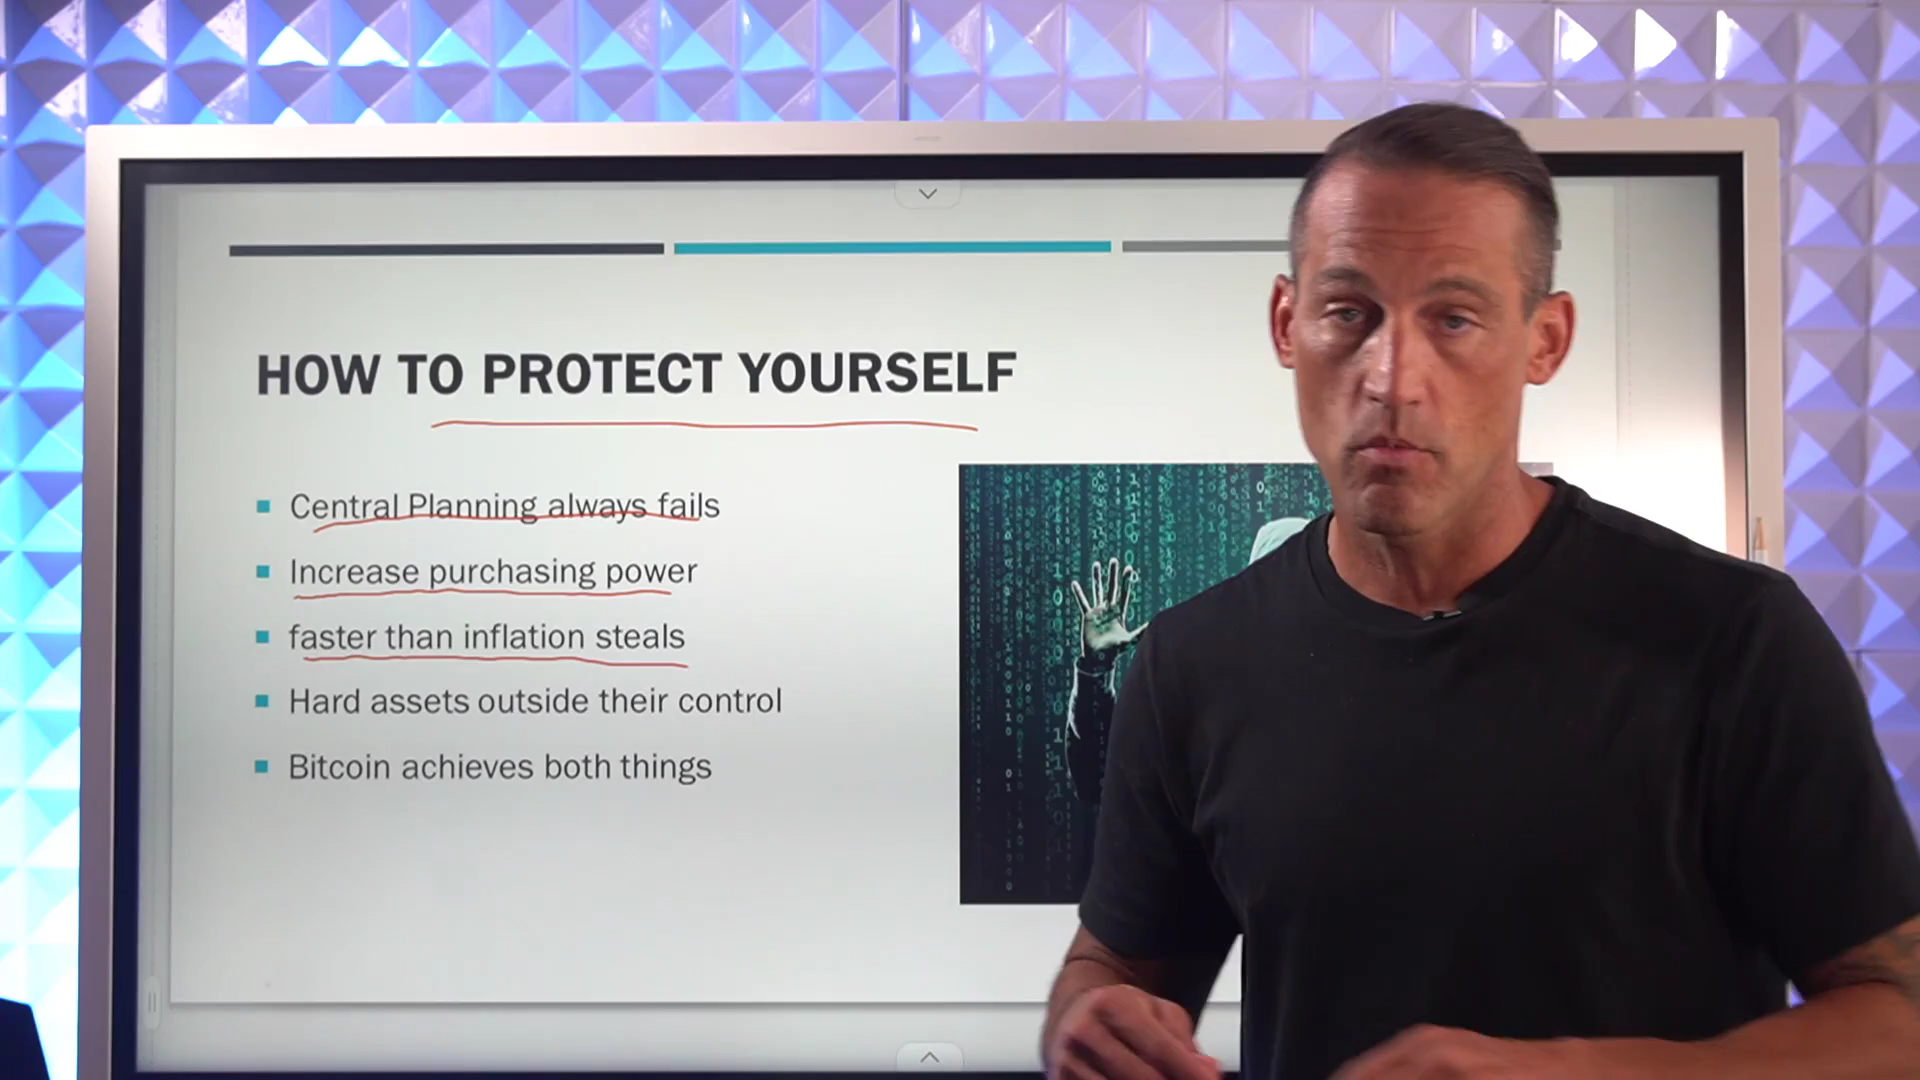 HOW TO PROTECT YOURSELF
Central Planning always fails
Increase purchasing power
faster than inflation steals
Hard assets outside their control
Bitcoin achieves both things